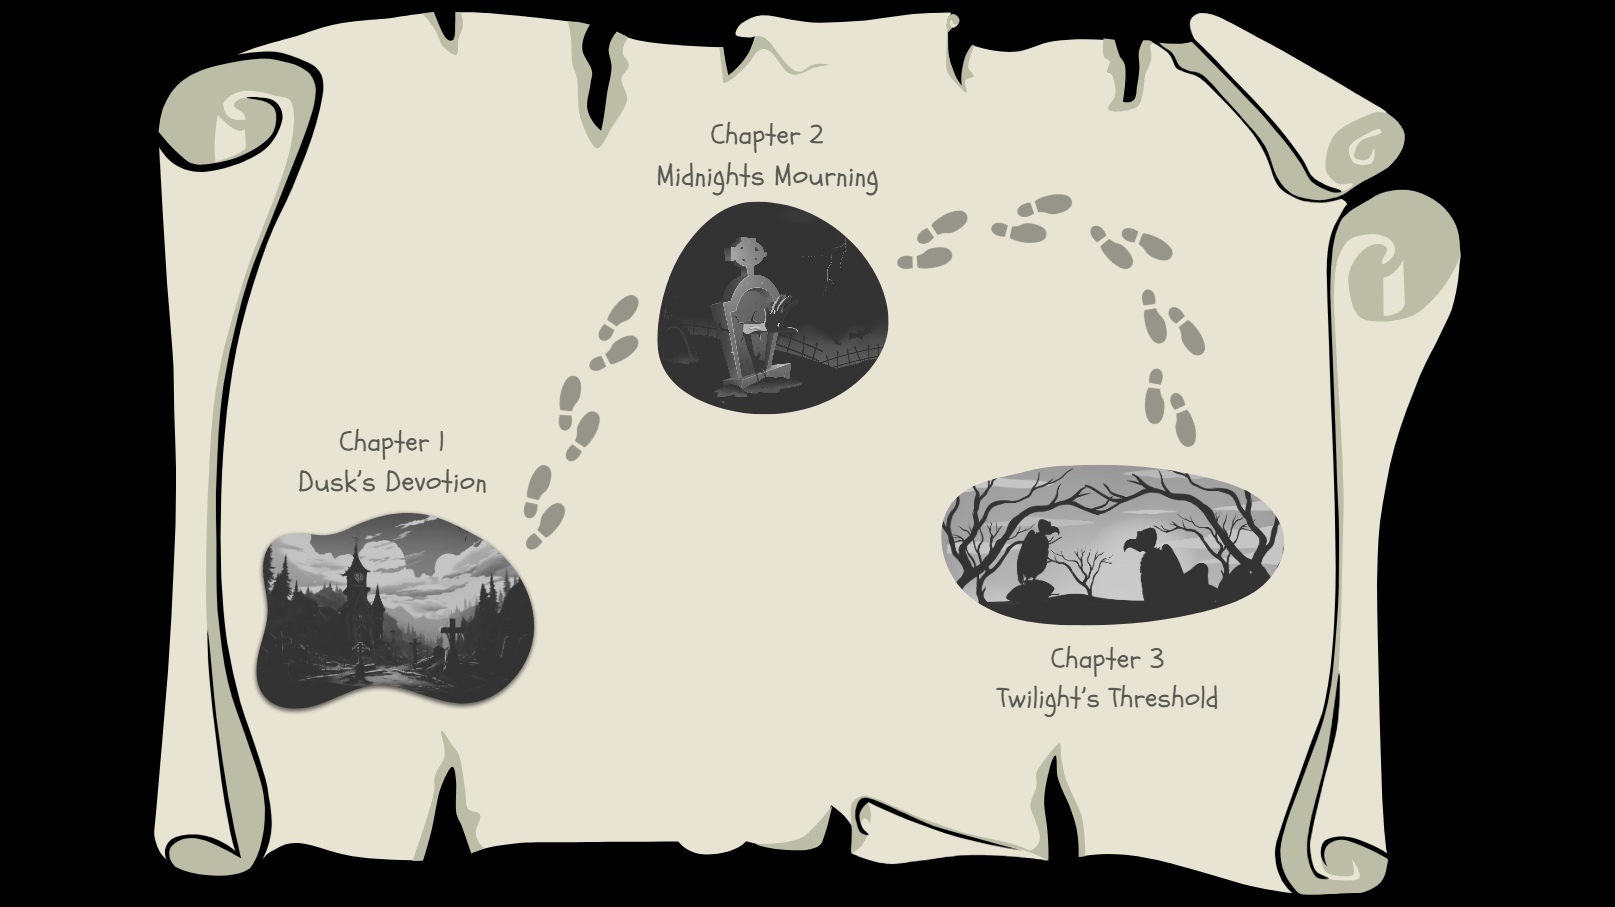 Chapter 2
Midnights Mourning
Chapter 1
Dusk's Devotion
Chapter 3
Twilight's Threshold